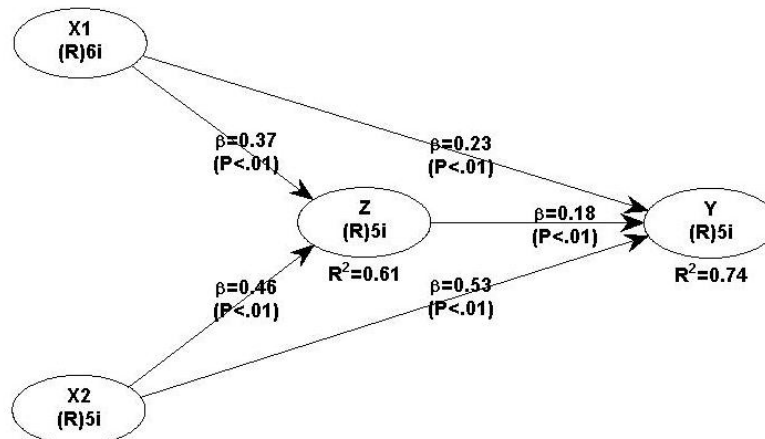 X1
(R)6i
β=0.37
(P<.01)
β=0.23
(P<.01)
Z
(R)5i
R²=0.61
β=0.18
(P<.01)
Y
(R)5i
R²=0.74
β=0.46
(P<.01)
β=0.53
(P<.01)
X2
(R)5i